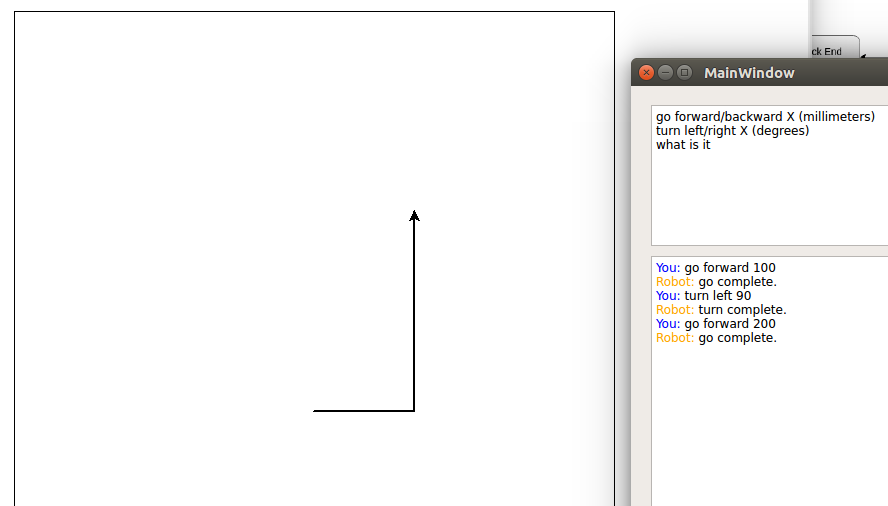 ck End
MainWindow
go forward/backward X (millimeters)
turn left/right X (degrees)
what is it
You: go forward 100
Robot: go complete.
You: turn left 90
Robot: turn complete.
You: go forward 200
Robot: go complete.